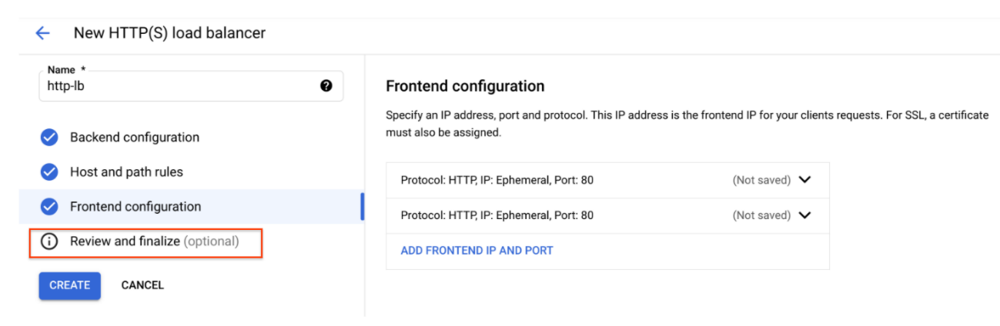 New HTTP(S) load balancer
Name *
http-lb
Backend configuration
Host and path rules
Frontend configuration
Review and finalize (optional)
CREATE CANCEL
Frontend configuration
Specify an IP address, port and protocol. This IP address is the frontend IP for your clients requests. For SSL, a certificate
must also be assigned.
Protocol: HTTP, IP: Ephemeral, Port: 80 (Not saved)
Protocol: HTTP, IP: Ephemeral, Port: 80 (Not saved)
ADD FRONTEND IP AND PORT